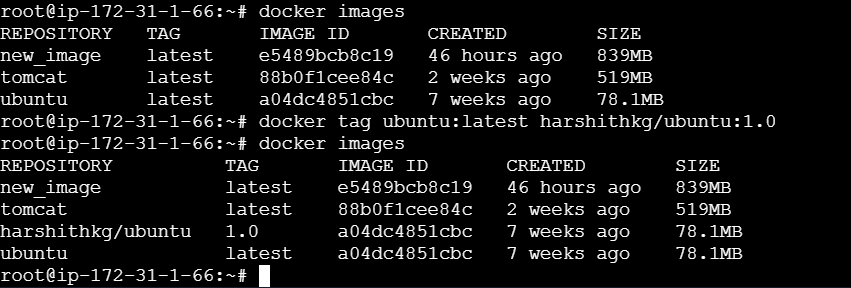 root@ip-172-31-1-66:~# docker images
REPOSITORY   TAG       IMAGE ID       CREATED        SIZE
new_image    latest    e5489bcb8c19   46 hours ago   839MB
tomcat       latest    88b0f1cee84c   2 weeks ago    519MB
ubuntu       latest    a04dc4851cbc   7 weeks ago    78.1MB
root@ip-172-31-1-66:~# docker tag ubuntu:latest harshithkg/ubuntu:1.0
root@ip-172-31-1-66:~# docker images
REPOSITORY          TAG       IMAGE ID       CREATED        SIZE
new_image           latest    e5489bcb8c19   46 hours ago   839MB
tomcat              latest    88b0f1cee84c   2 weeks ago    519MB
harshithkg/ubuntu   1.0       a04dc4851cbc   7 weeks ago    78.1MB
ubuntu              latest    a04dc4851cbc   7 weeks ago    78.1MB
root@ip-172-31-1-66:~#